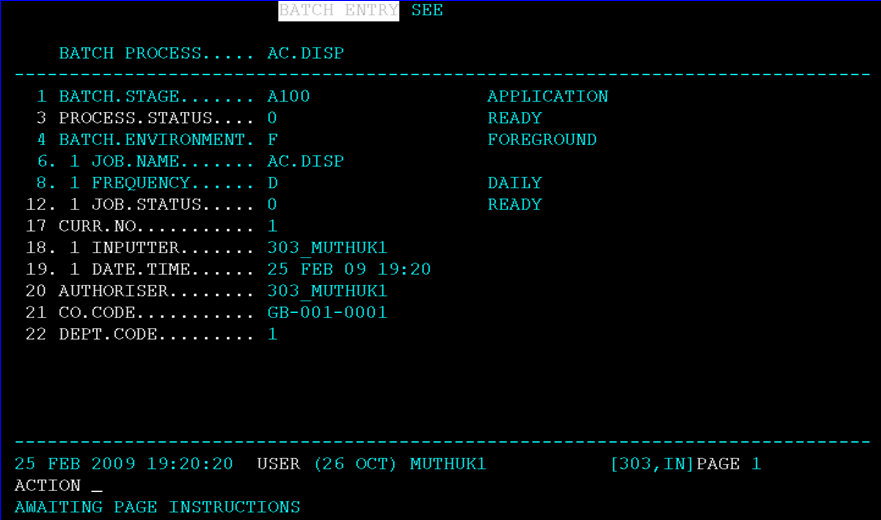 BATCH ENTRY SEE
BATCH PROCESS..... AC.DISP
------------------------------------------------------------------------------
1 BATCH.STAGE....... A100 APPLICATION
3 PROCESS.STATUS.... 0 READY
4 BATCH.ENVIRONMENT. F FOREGROUND
6. 1 JOB.NAME....... AC.DISP
8. 1 FREQUENCY...... D DAILY
12. 1 JOB.STATUS..... 0 READY
17 CURR.NO........... 1
18. 1 INPUTTER....... 303_MUTHUK1
19. 1 DATE.TIME...... 25 FEB 09 19:20
20 AUTHORISER........ 303_MUTHUK1
21 CO.CODE........... GB-001-0001
22 DEPT.CODE......... 1
------------------------------------------------------------------------------
25 FEB 2009 19:20:20 USER (26 OCT) MUTHUK1 [303,IN]PAGE 1
ACTION _
AWAITING PAGE INSTRUCTIONS